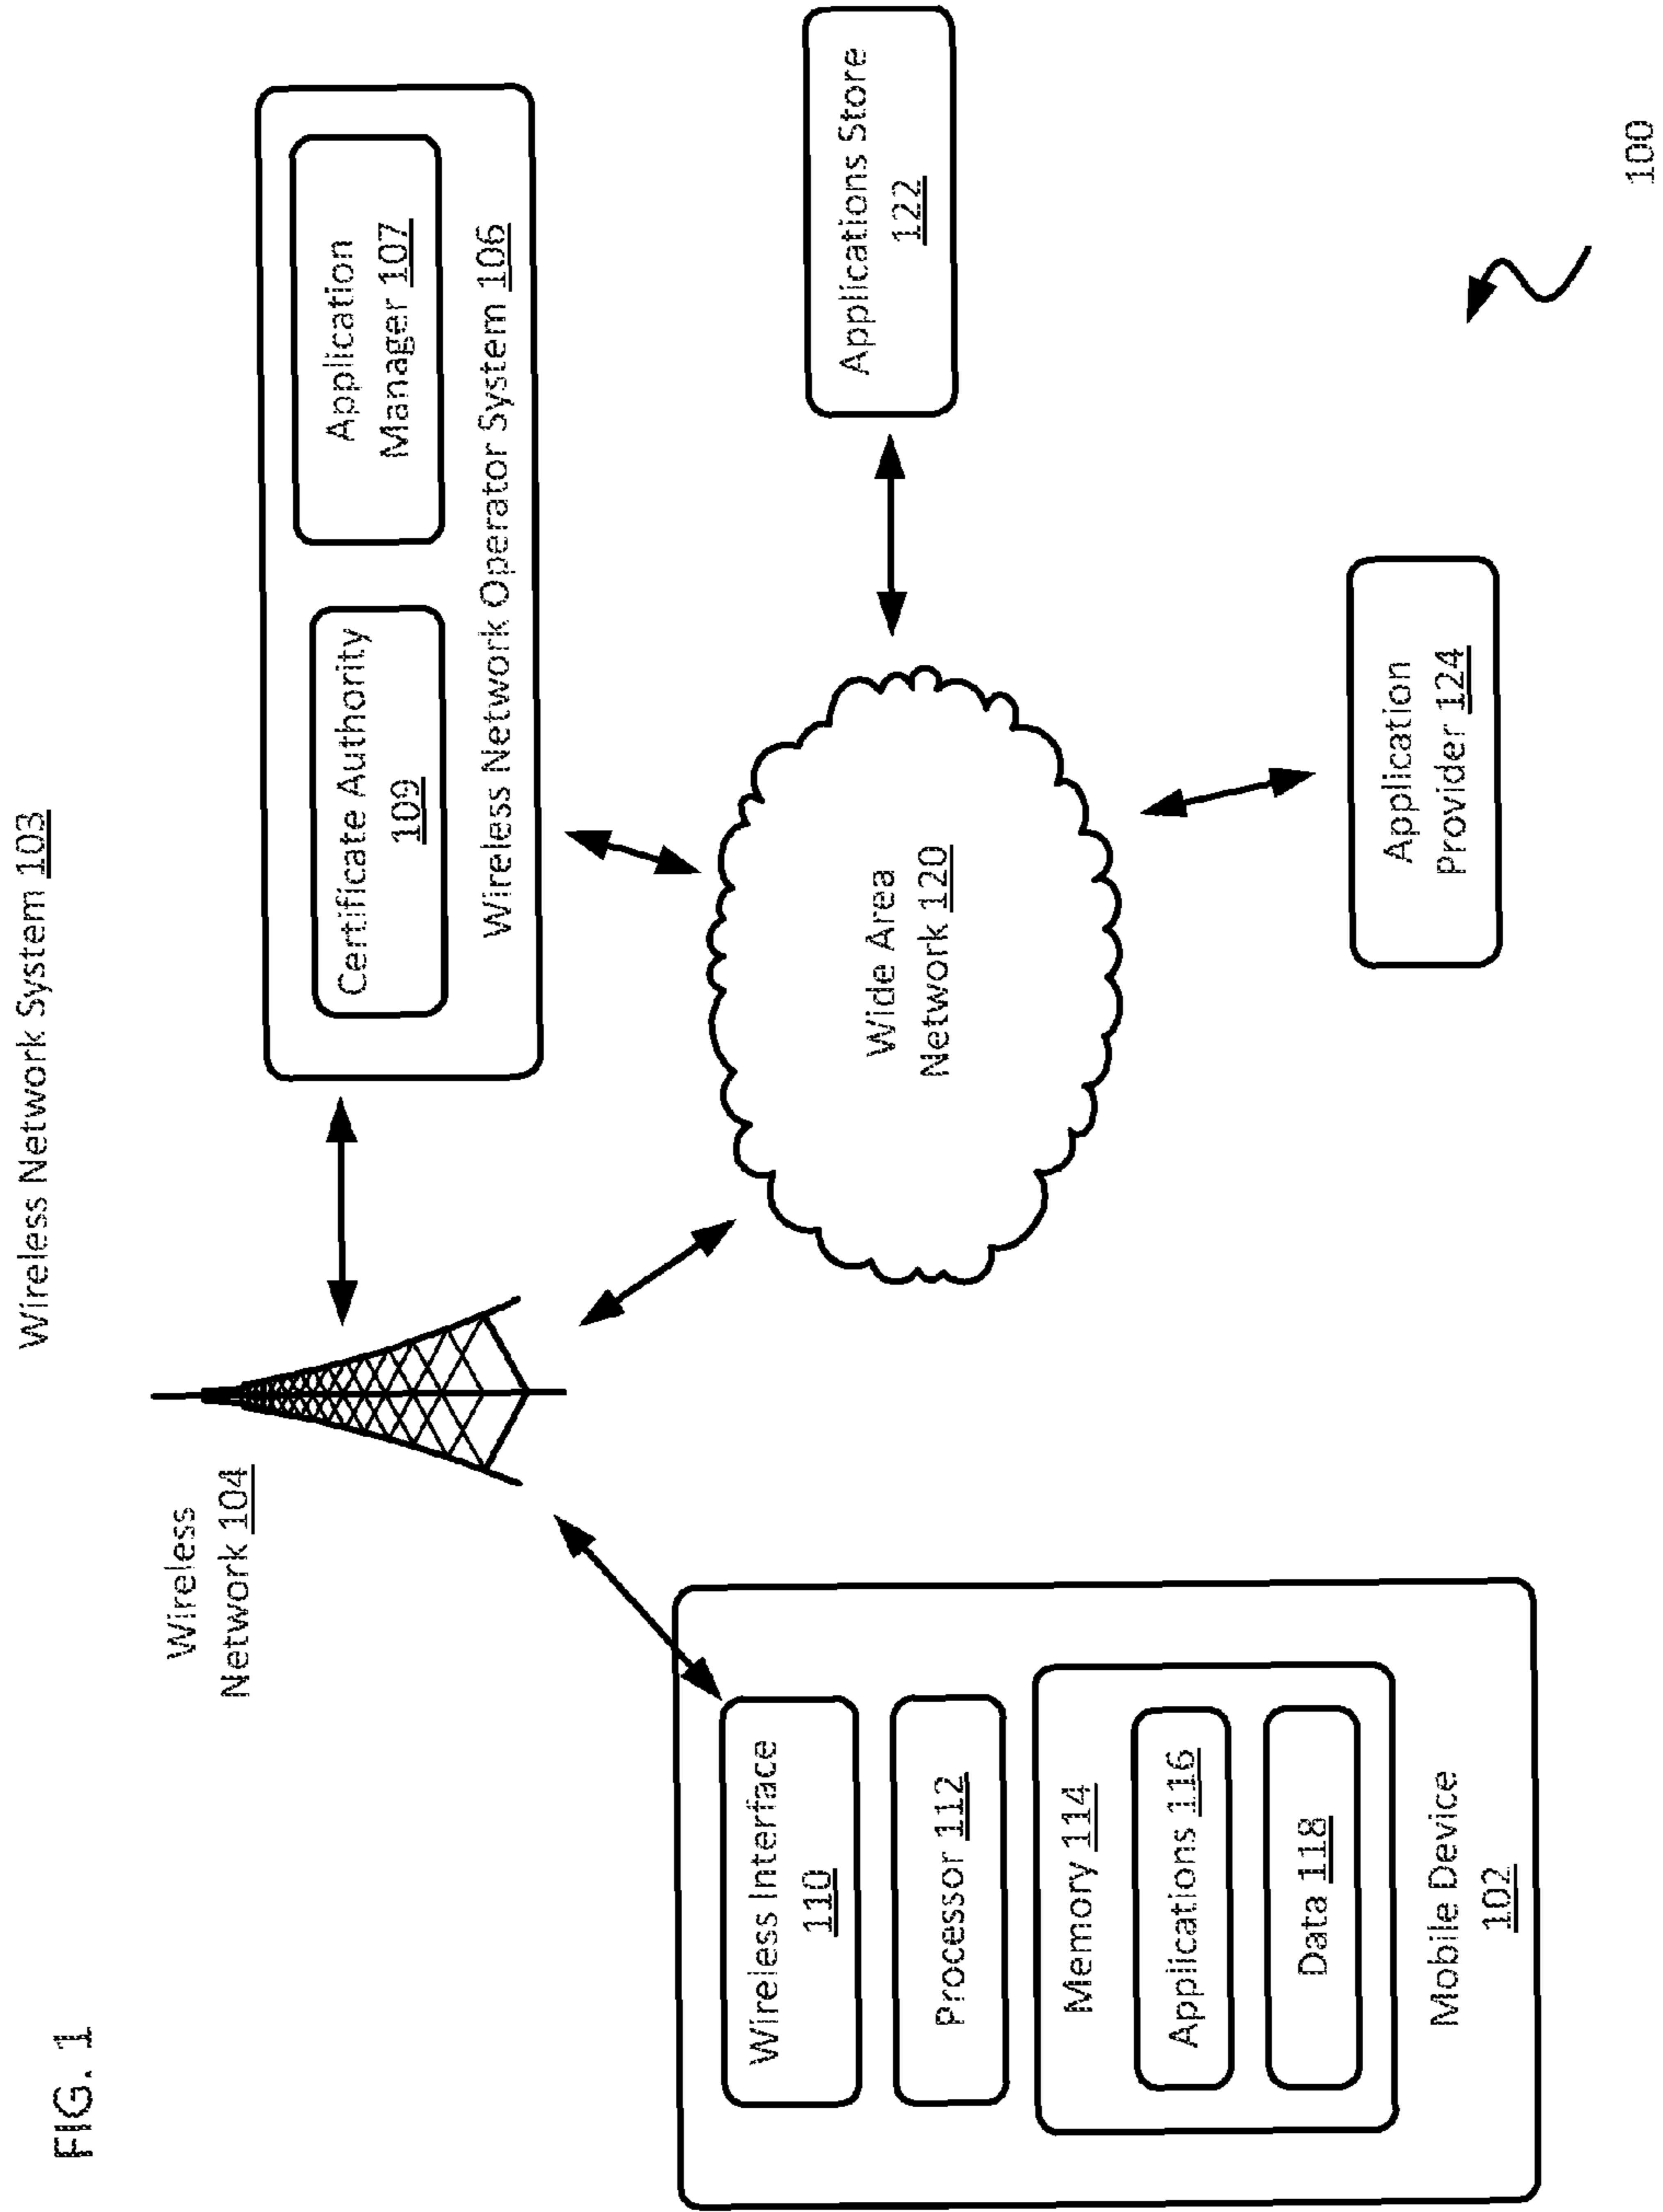 FIG. 1
Wireless Network System 103
Wireless
Network 104
Certificate Authority
109
Application
Manager 107
Wireless Network Operator System 106
Wireless Interface
110
Processor 112
Memory 114
Applications 116
Data 118
Mobile Device
102
Wide Area
Network 120
Applications Store
122
Application
Provider 124
100